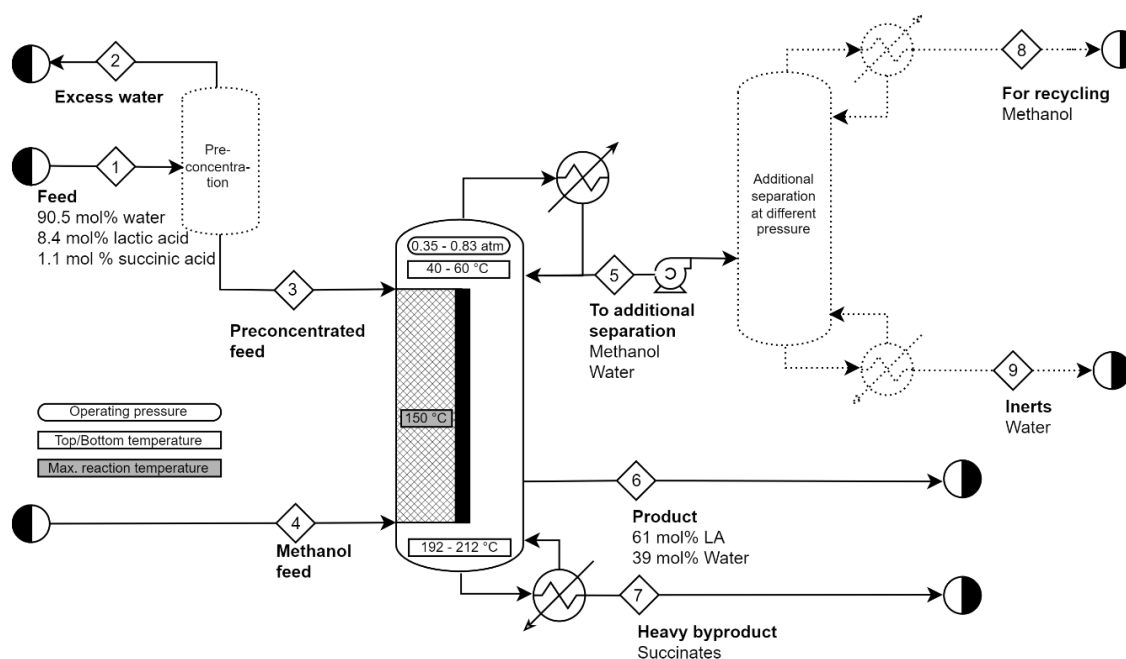 2
Excess water
1
Feed
90.5 mol% water
8.4 mol% lactic acid
1.1 mol % succinic acid
Pre-
concentra-
tion
3
Preconcentrated
feed
Operating pressure
Top/Bottom temperature
Max. reaction temperature
4
Methanol
feed
0.35 - 0.83 atm
40 - 60 °C
150 °C
192 - 212 °C
5
To additional
separation
Methanol
Water
C
Additional
separation
at different
pressure
8
For recycling
Methanol
9
Inerts
Water
6
Product
61 mol% LA
39 mol% Water
7
Heavy byproduct
Succinates